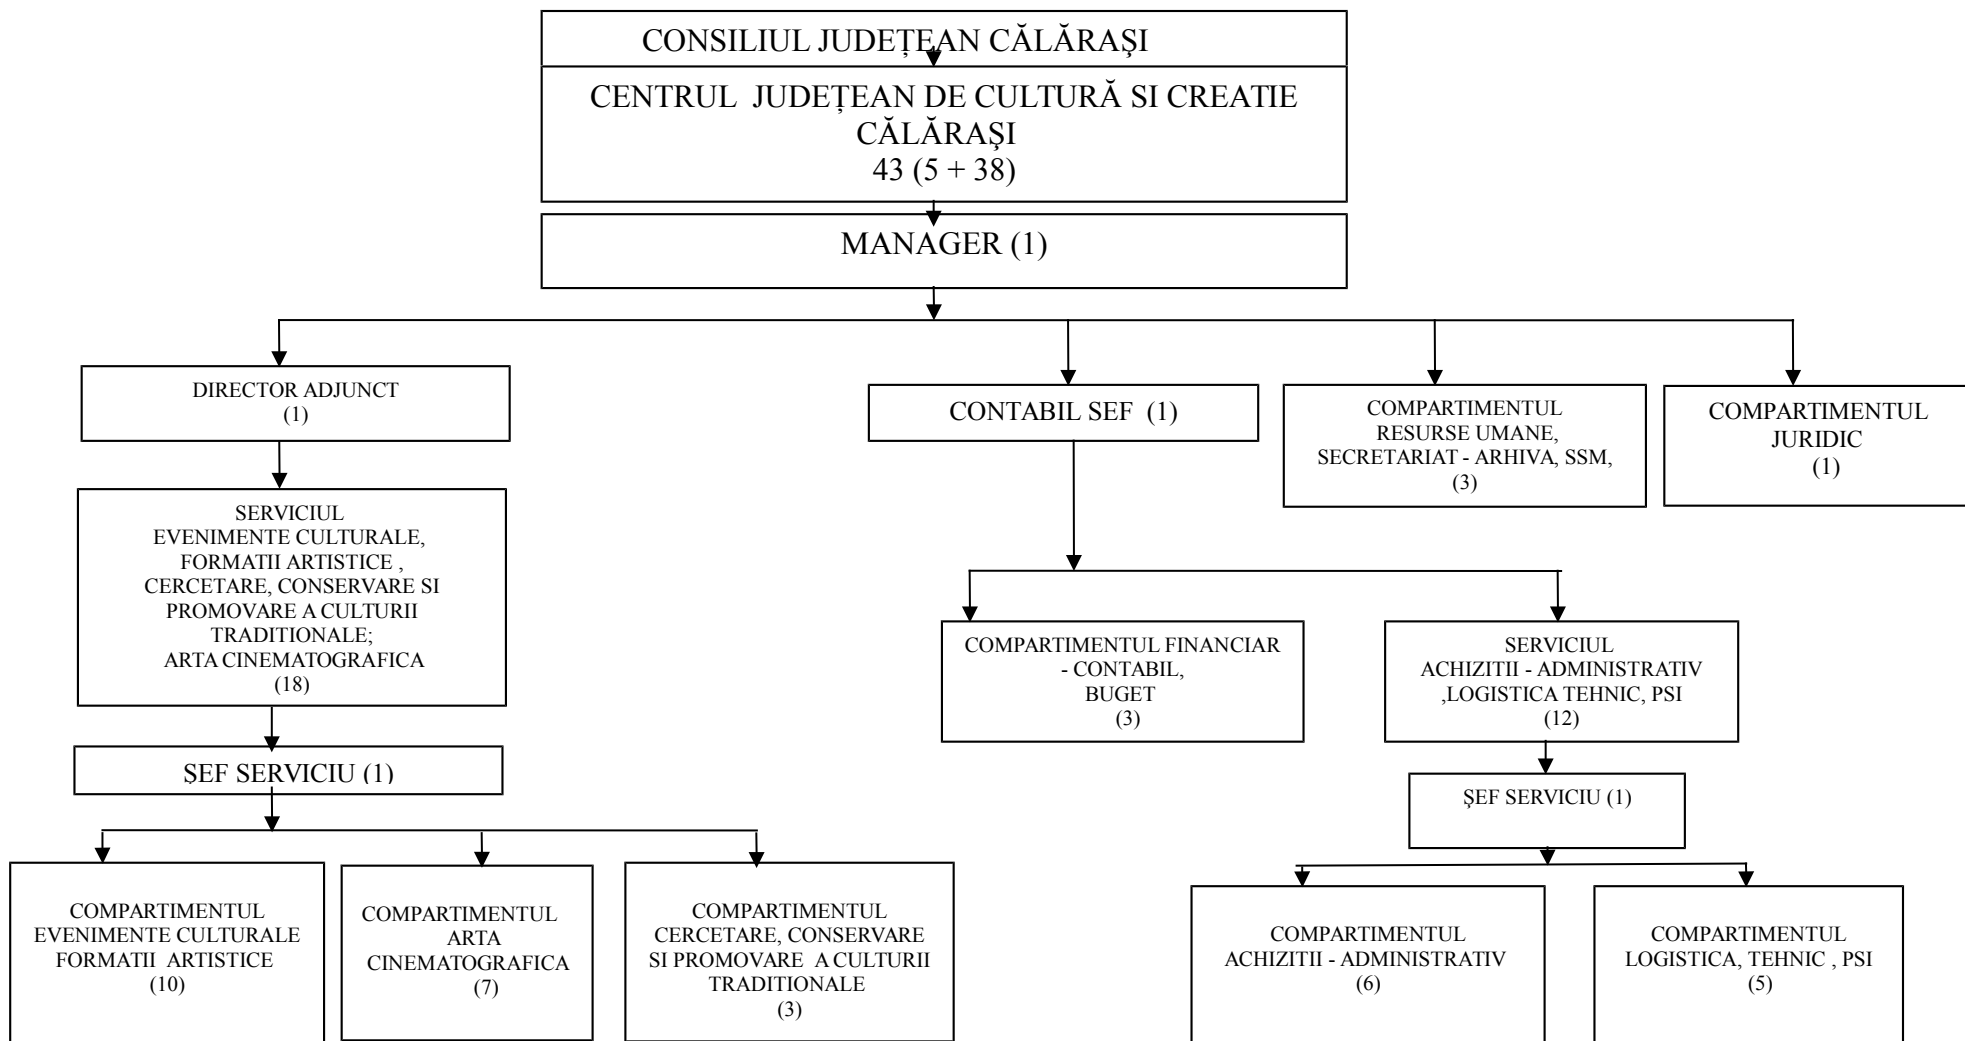 CONSILIUL JUDEȚEAN CĂLĂRAŞI
CENTRUL JUDEȚEAN DE CULTURĂ SI CREATIE
CĂLĂRAŞI
43 (5 + 38)
MANAGER (1)
DIRECTOR ADJUNCT
(1)
CONTABIL SEF (1)
COMPARTIMENTUL
RESURSE UMANE,
SECRETARIAT - ARHIVA, SSM,
(3)
COMPARTIMENTUL
JURIDIC
(1)
SERVICIUL
EVENIMENTE CULTURALE,
FORMATII ARTISTICE ,
CERCETARE, CONSERVARE SI
PROMOVARE A CULTURII
TRADITIONALE;
ARTA CINEMATOGRAFICA
(18)
COMPARTIMENTUL FINANCIAR
- CONTABIL,
BUGET
(3)
SERVICIUL
ACHIZITII - ADMINISTRATIV
,LOGISTICA TEHNIC, PSI
(12)
ŞEF SERVICIU (1)
ŞEF SERVICIU (1)
COMPARTIMENTUL
EVENIMENTE CULTURALE
FORMATII ARTISTICE
(10)
COMPARTIMENTUL
ARTA
CINEMATOGRAFICA
(7)
COMPARTIMENTUL
CERCETARE, CONSERVARE
SI PROMOVARE A CULTURII
TRADITIONALE
(3)
COMPARTIMENTUL
ACHIZITII - ADMINISTRATIV
(6)
COMPARTIMENTUL
LOGISTICA, TEHNIC , PSI
(5)